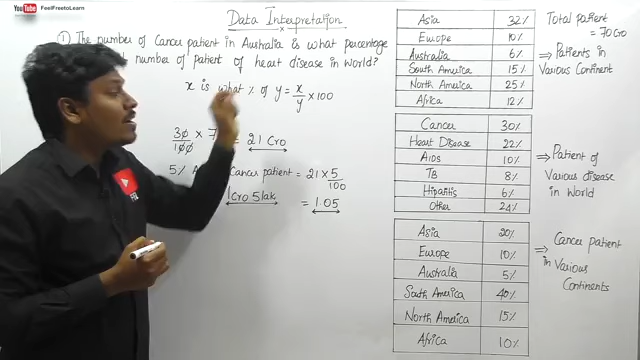 YouTube FeelFreetoLearn
Data Interpretation
① The number of Cancer patient in Australia is what percentage
number of patient of heart disease in World?
x is what % of y = x/y × 100
30/100 × 7 = 21 Cro
5% A Cancer patient = 21 × 5/100
1Cro 5 lak = 1.05
Asia 32%
Europe 10%
Australia 6%
South America 15%
North America 25%
Africa 12%
Total patient
= 70Cro
⇒ Patients in
Various Continent
Cancer 30%
Heart Disease 22%
AIDS 10%
TB 8%
Hipatitis 6%
Other 24%
⇒ Patient of
Various disease
in World
Asia 20%
Europe 10%
Australia 5%
South America 40%
North America 15%
Africa 10%
⇒ Cancer patient
in Various
Continents